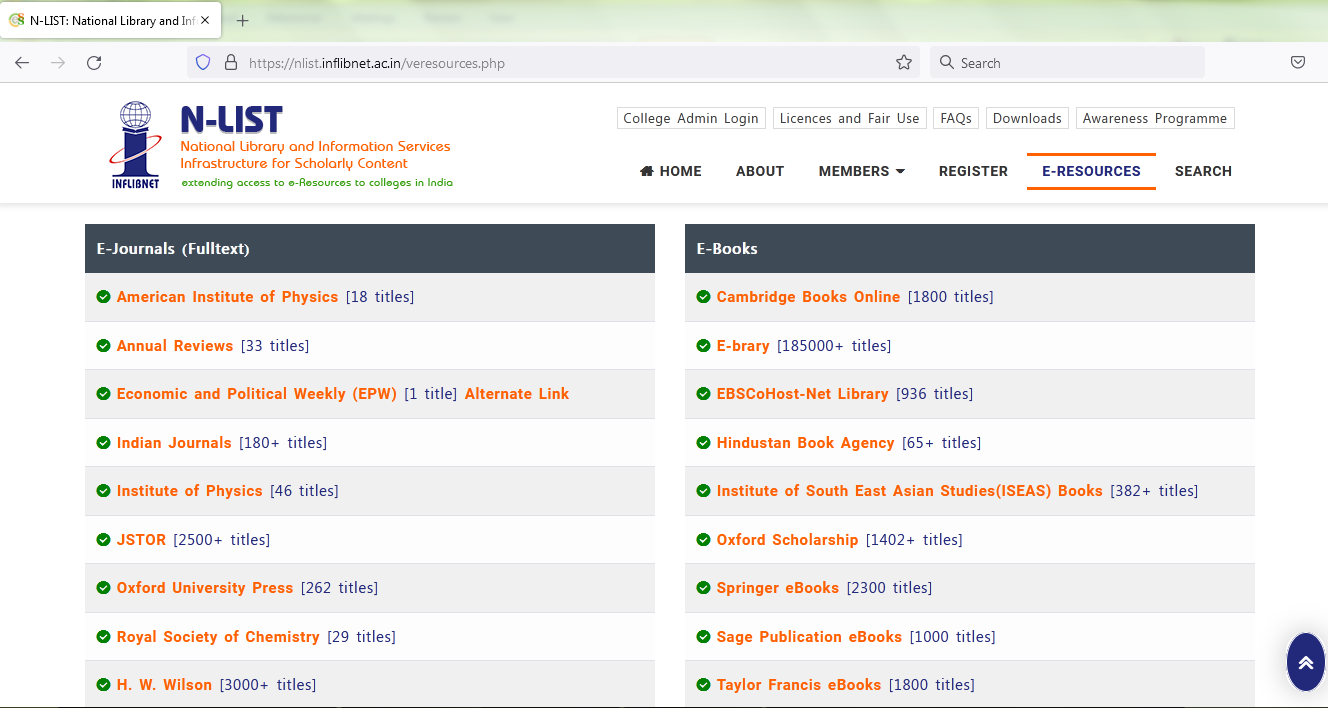 N-LIST: National Library and Inf
https://nlist.inflibnet.ac.in/veresources.php
Search
INFLIBNET
N-LIST
National Library and Information Services
Infrastructure for Scholarly Content
extending access to e-Resources to colleges in India
College Admin Login
Licences and Fair Use
FAQs
Downloads
Awareness Programme
HOME
ABOUT
MEMBERS
REGISTER
E-RESOURCES
SEARCH
E-Journals (Fulltext)
American Institute of Physics [18 titles]
Annual Reviews [33 titles]
Economic and Political Weekly (EPW) [1 title] Alternate Link
Indian Journals [180+ titles]
Institute of Physics [46 titles]
JSTOR [2500+ titles]
Oxford University Press [262 titles]
Royal Society of Chemistry [29 titles]
H. W. Wilson [3000+ titles]
E-Books
Cambridge Books Online [1800 titles]
E-brary [185000+ titles]
EBSCoHost-Net Library [936 titles]
Hindustan Book Agency [65+ titles]
Institute of South East Asian Studies(ISEAS) Books [382+ titles]
Oxford Scholarship [1402+ titles]
Springer eBooks [2300 titles]
Sage Publication eBooks [1000 titles]
Taylor Francis eBooks [1800 titles]